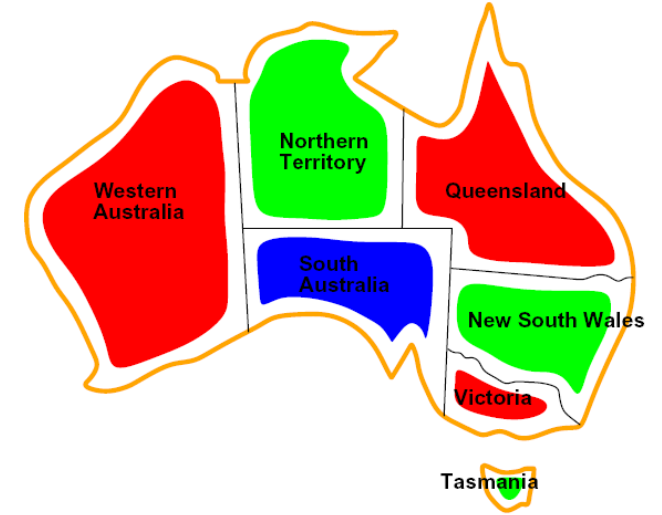 Northern
Territory
Western
Australia
Queensland
South
Australia
New South Wales
Victoria
Tasmania